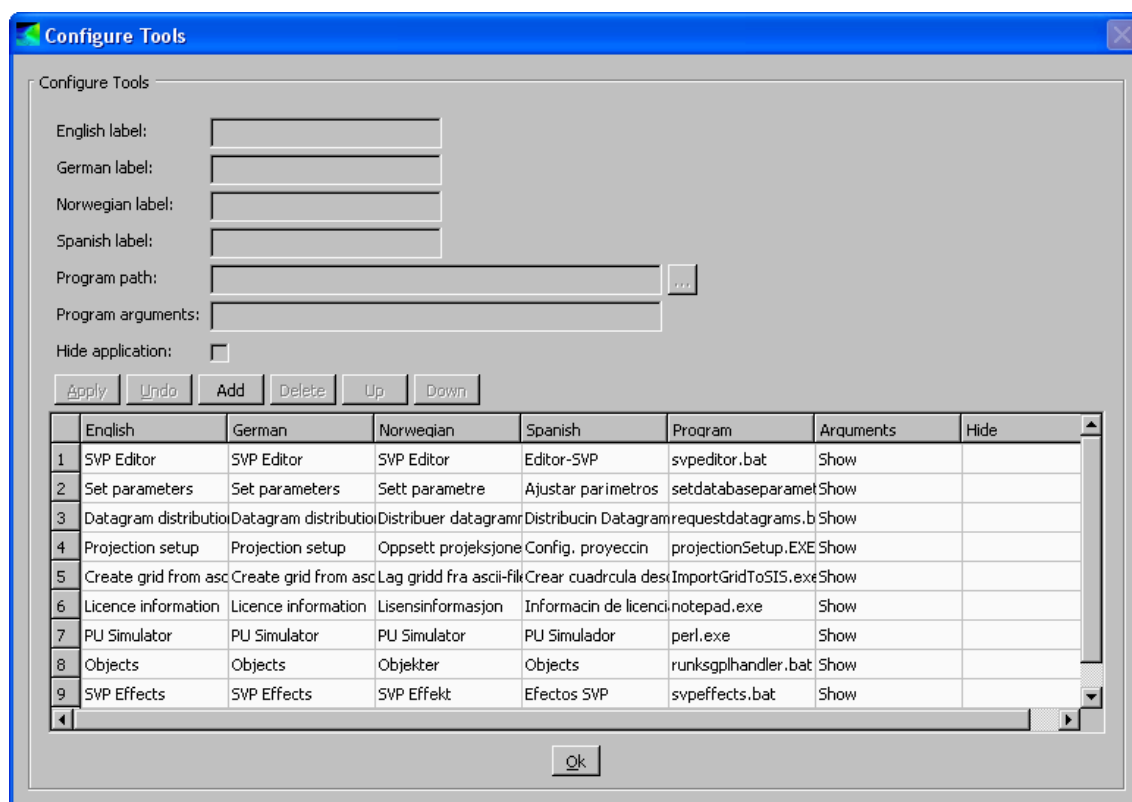 Configure Tools
Configure Tools
English label:
German label:
Norwegian label:
Spanish label:
Program path:
...
Program arguments:
Hide application:
Apply Undo Add Delete Up Down
English German Norwegian Spanish Program Arguments Hide
1 SVP Editor SVP Editor SVP Editor Editor-SVP svpeditor.bat Show
2 Set parameters Set parameters Sett parametre Ajustar parimetros setdatabaseparamet Show
3 Datagram distributio Datagram distributio Distribuer datagramr Distribucin Datagram requestdatagrams.b Show
4 Projection setup Projection setup Oppsett projeksjone Config. proyeccin projectionSetup.EXE Show
5 Create grid from asc Create grid from asc Lag gridd fra ascii-file Crear cuadrcula desc ImportGridToSIS.exe Show
6 Licence information Licence information Lisensinformasjon Informacin de licenci notepad.exe Show
7 PU Simulator PU Simulator PU Simulator PU Simulador perl.exe Show
8 Objects Objects Objekter Objects runksgplhandler.bat Show
9 SVP Effects SVP Effects SVP Effekt Efectos SVP svpeffects.bat Show
Ok